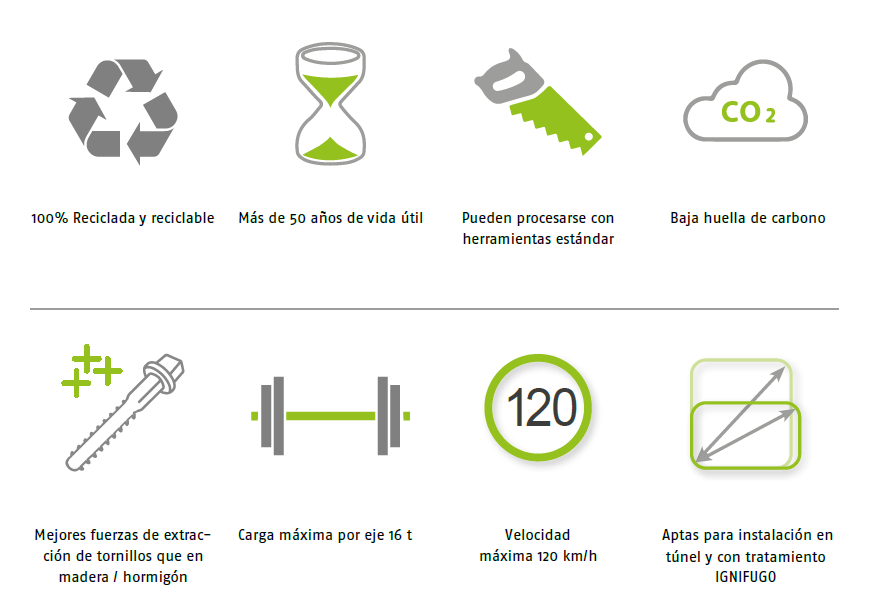 CO2
100% Reciclada y reciclable
Más de 50 años de vida útil
Pueden procesarse con
herramientas estándar
Baja huella de carbono
120
Mejores fuerzas de extrac-
ción de tornillos que en
madera / hormigón
Carga máxima por eje 16 t
Velocidad
máxima 120 km/h
Aptas para instalación en
túnel y con tratamiento
IGNIFUGO